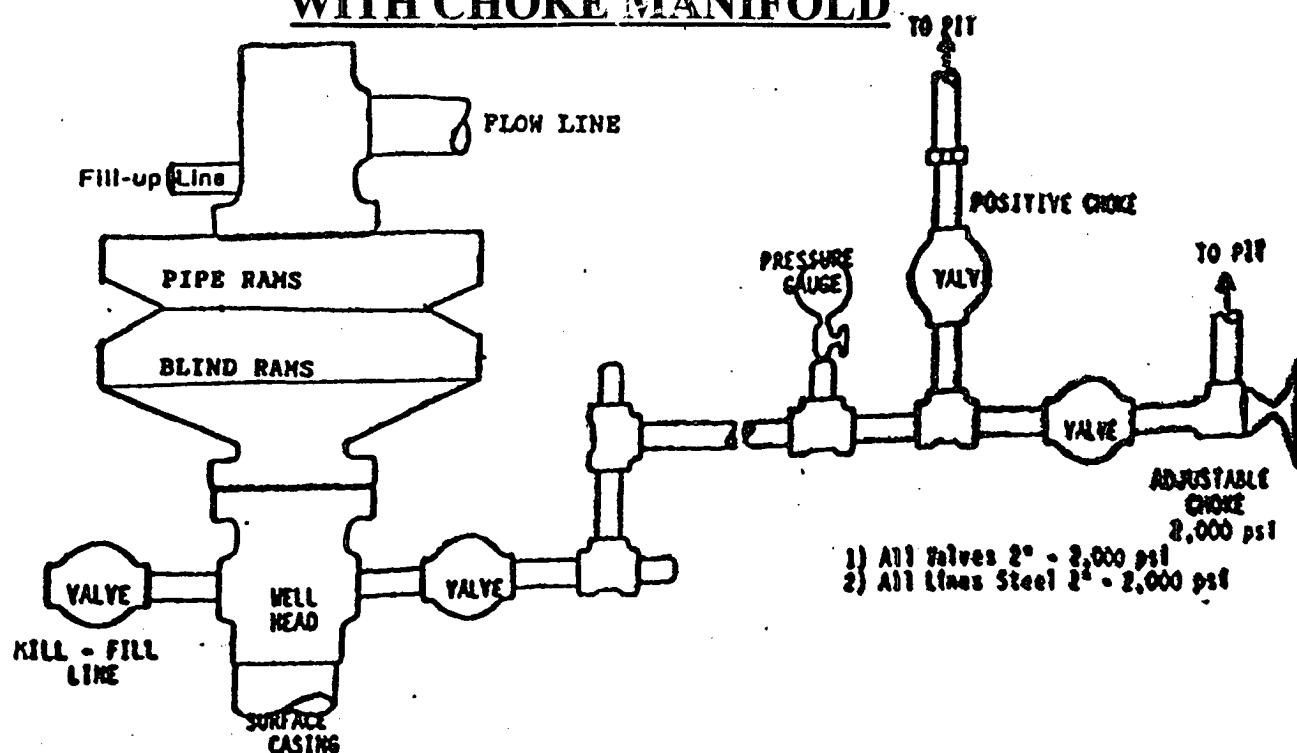 WITH CHOKE MANIFOLD
TO PIT
FLOW LINE
Fill-up Line
POSITIVE CHOKE
PIPE RAMS
PRESSURE
GAUGE
VALV
TO PIT
BLIND RAMS
VALVE
ADJUSTABLE
CHOKE
2,000 psi
1) All Valves 2" - 2,000 psi
2) All Lines Steel 2" - 2,000 psi
VALVE
WELL
HEAD
VALVE
KILL - FILL
LINE
SURFACE
CASING